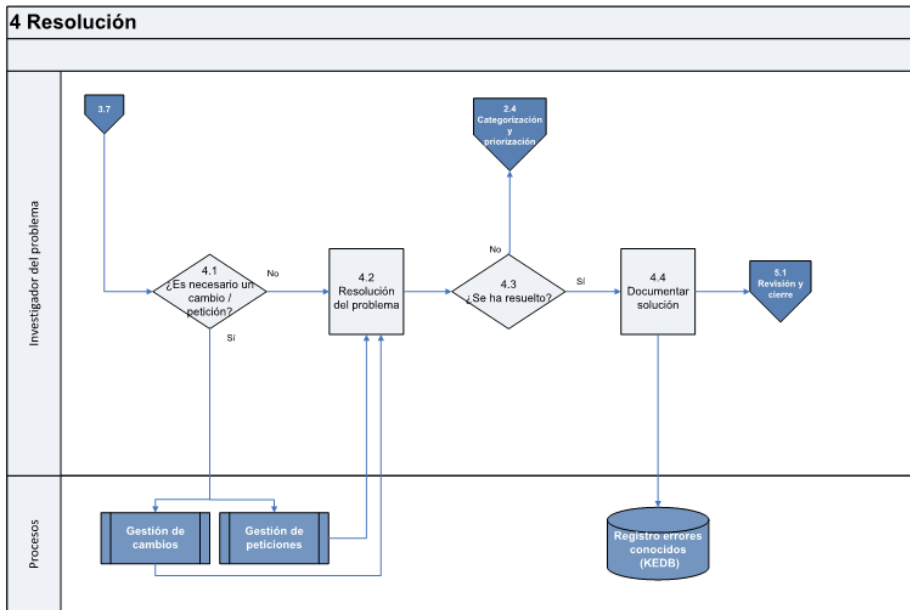 4 Resolución
Investigador del problema
3.7
2.4
Categorización
y
priorización
4.1
¿Es necesario un
cambio /
petición?
No
Sí
4.2
Resolución
del problema
No
4.3
¿Se ha resuelto?
Sí
4.4
Documentar
solución
5.1
Revisión y
cierre
Procesos
Gestión de
cambios
Gestión de
peticiones
Registro errores
conocidos
(KEDB)